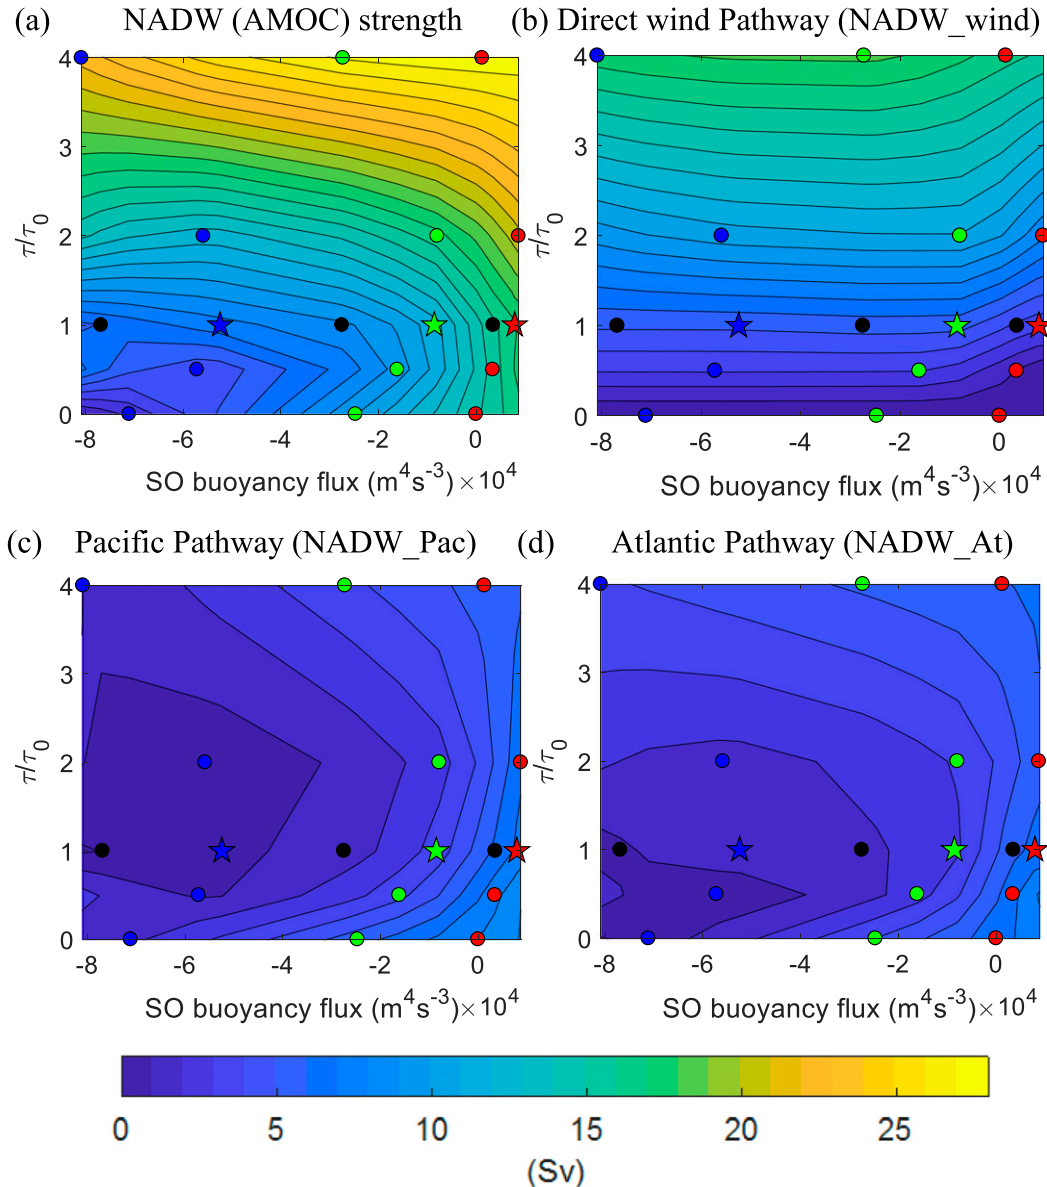 (a) NADW (AMOC) strength
(b) Direct wind Pathway (NADW_wind)
4
3
2
1
0
τ/τ0
-8 -6 -4 -2 0
SO buoyancy flux (m4s-3)×104
4
3
2
1
0
τ/τ0
-8 -6 -4 -2 0
SO buoyancy flux (m4s-3)×104
(c) Pacific Pathway (NADW_Pac)
(d) Atlantic Pathway (NADW_At)
4
3
2
1
0
τ/τ0
-8 -6 -4 -2 0
SO buoyancy flux (m4s-3)×104
4
3
2
1
0
τ/τ0
-8 -6 -4 -2 0
SO buoyancy flux (m4s-3)×104
0 5 10 15 20 25
(Sv)